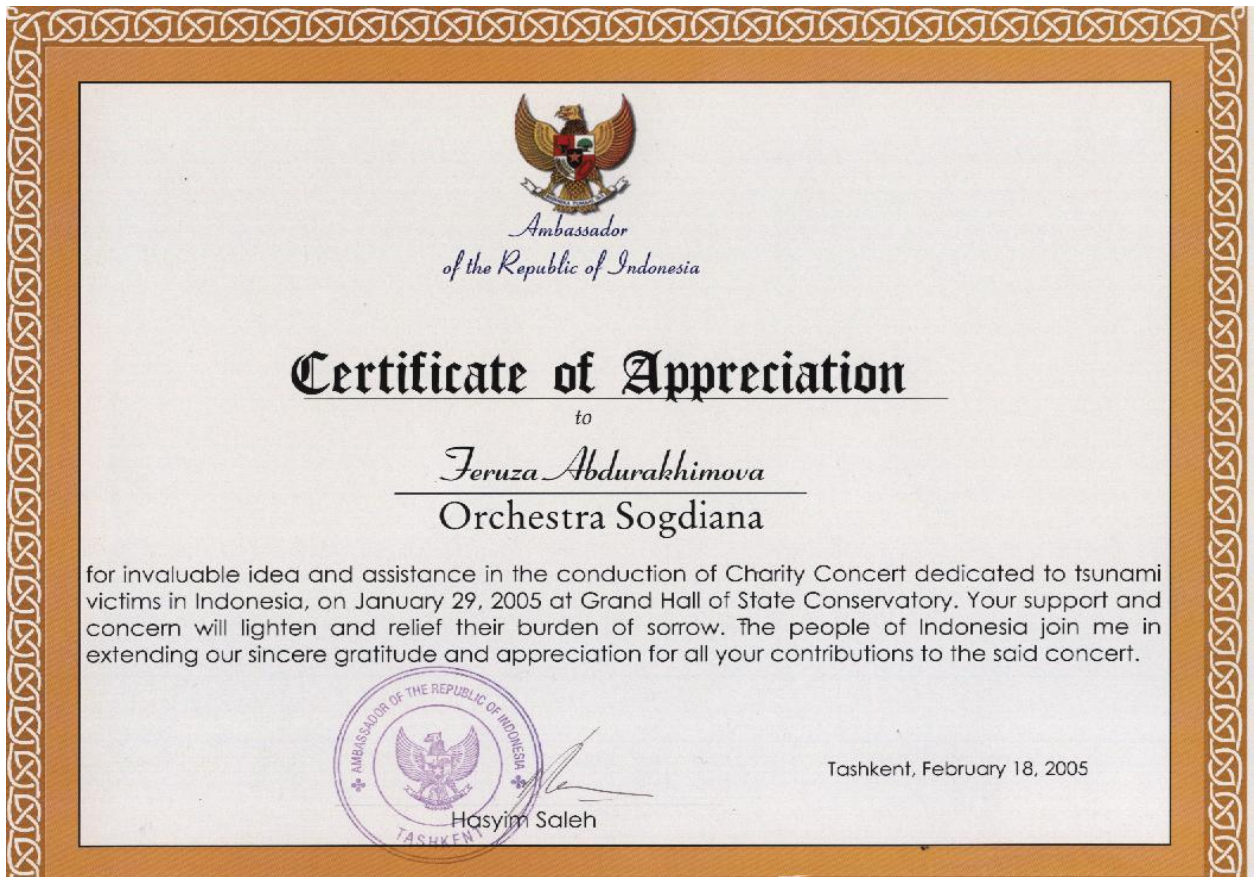 Ambassador
of the Republic of Indonesia
Certificate of Appreciation
to
Feruza Abdurakhimova
Orchestra Sogdiana
for invaluable idea and assistance in the conduction of Charity Concert dedicated to tsunami
victims in Indonesia, on January 29, 2005 at Grand Hall of State Conservatory. Your support and
concern will lighten and relief their burden of sorrow. The people of Indonesia join me in
extending our sincere gratitude and appreciation for all your contributions to the said concert.
AMBASSADOR OF THE REPUBLIC OF INDONESIA
TASHKENT
Hasyim Saleh
Tashkent, February 18, 2005